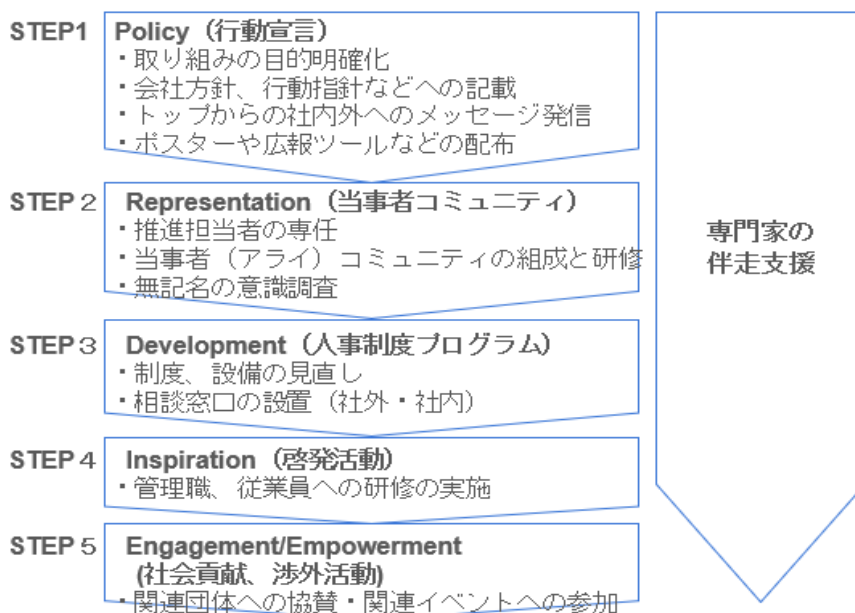 STEP1 Policy（行動宣言）
・取り組みの目的明確化
・会社方針、行動指針などへの記載
・トップからの社内外へのメッセージ発信
・ポスターや広報ツールなどの配布
STEP２ Representation（当事者コミュニティ）
・推進担当者の専任
・当事者（アライ）コミュニティの組成と研修
・無記名の意識調査
STEP３ Development（人事制度プログラム）
・制度、設備の見直し
・相談窓口の設置（社外・社内）
STEP４ Inspiration（啓発活動）
・管理職、従業員への研修の実施
STEP５ Engagement/Empowerment
(社会貢献、渉外活動)
・関連団体への協賛・関連イベントへの参加
専門家の
伴走支援